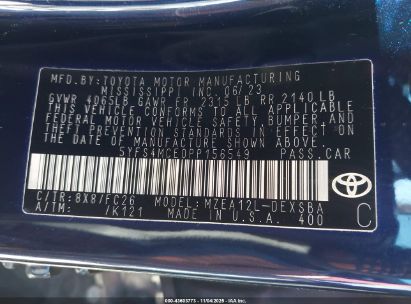 MFD.BY:TOYOTA MOTOR MANUFACTURING
MISSISSIPPI INC. 06/23
GVWR 4065LB GAWR FR 2315 LB RR 2140 LB
THIS VEHICLE CONFORMS TO ALL APPLICABLE
FEDERAL MOTOR VEHICLE SAFETY, BUMPER, AND
THEFT PREVENTION STANDARDS IN EFFECT ON THE DATE
OF MANUFACTURE SHOWN ABOVE.
5YFS4MCE0PP156549 PASS.CAR
C/TR: 8X8/FC26 MODEL: MZEA12L-DEXSBA
A/TM: /K121 MADE IN U.S.A. 400
TOYOTA
C